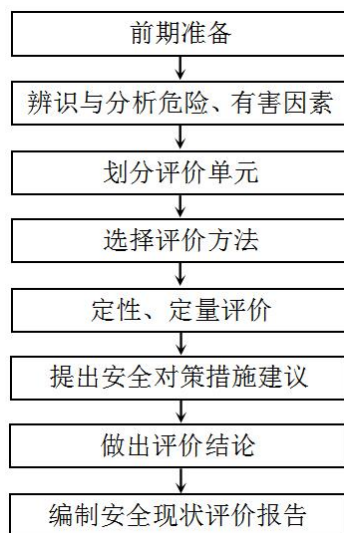 前期准备
辨识与分析危险、有害因素
划分评价单元
选择评价方法
定性、定量评价
提出安全对策措施建议
做出评价结论
编制安全现状评价报告